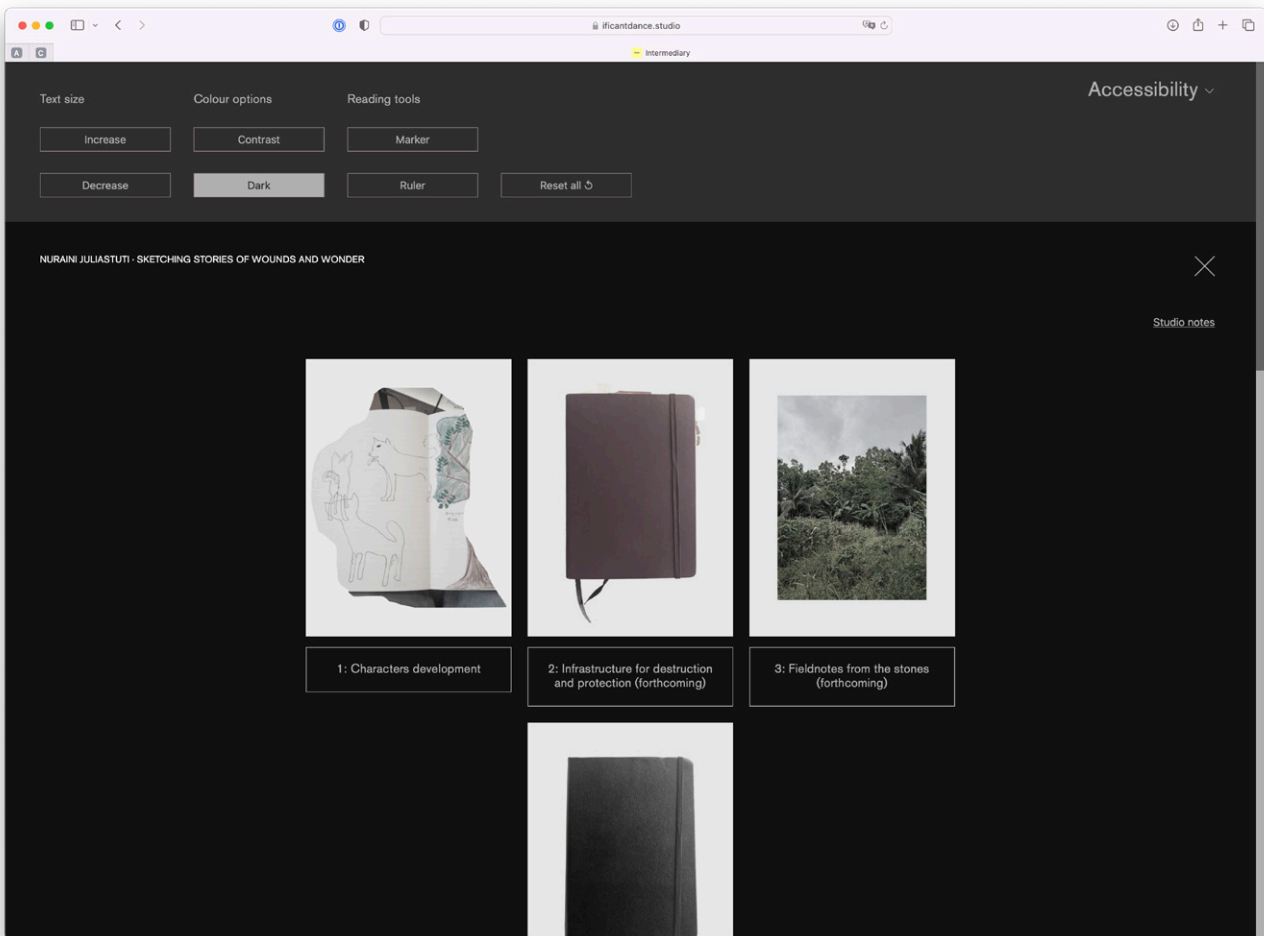 ificantdance.studio
A
C
Intermediary
Text size
Colour options
Reading tools
Accessibility
Increase
Contrast
Marker
Decrease
Dark
Ruler
Reset all
NURAINI JULIASTUTI - SKETCHING STORIES OF WOUNDS AND WONDER
Studio notes
1: Characters development
2: Infrastructure for destruction
and protection (forthcoming)
3: Fieldnotes from the stones
(forthcoming)